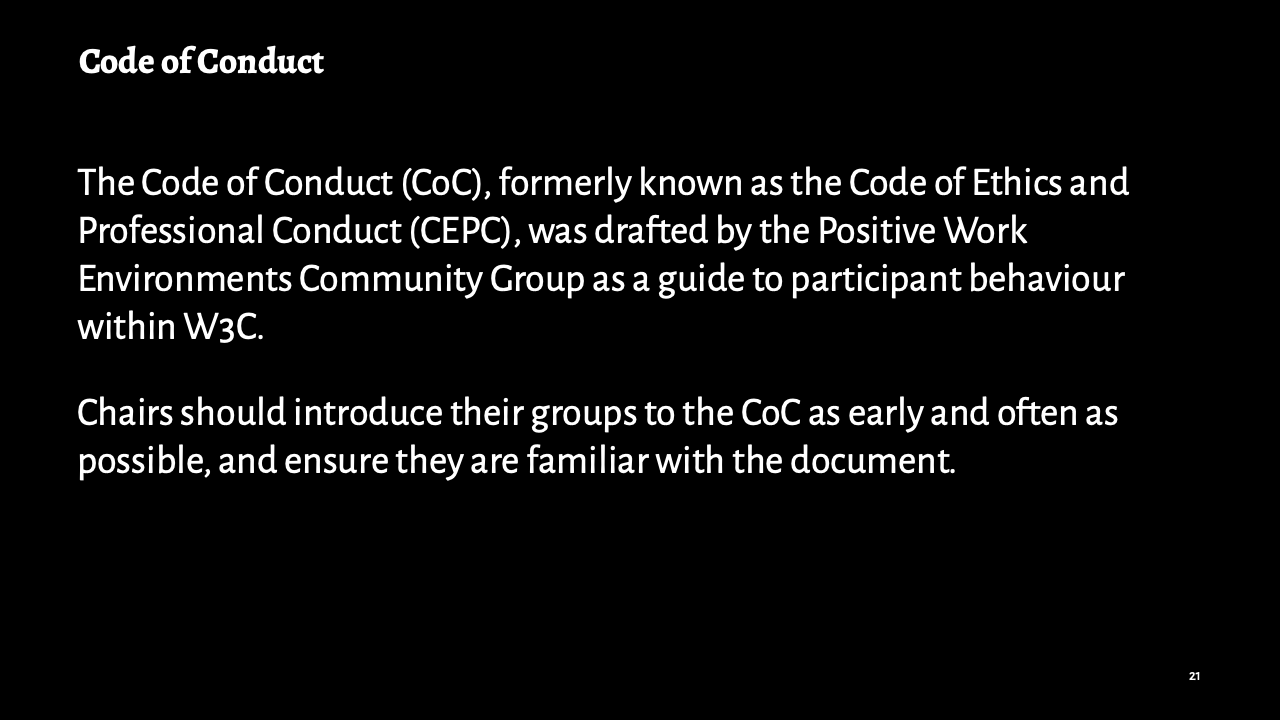 Code of Conduct
The Code of Conduct (CoC), formerly known as the Code of Ethics and
Professional Conduct (CEPC), was drafted by the Positive Work
Environments Community Group as a guide to participant behaviour
within W3C.
Chairs should introduce their groups to the CoC as early and often as
possible, and ensure they are familiar with the document.
21